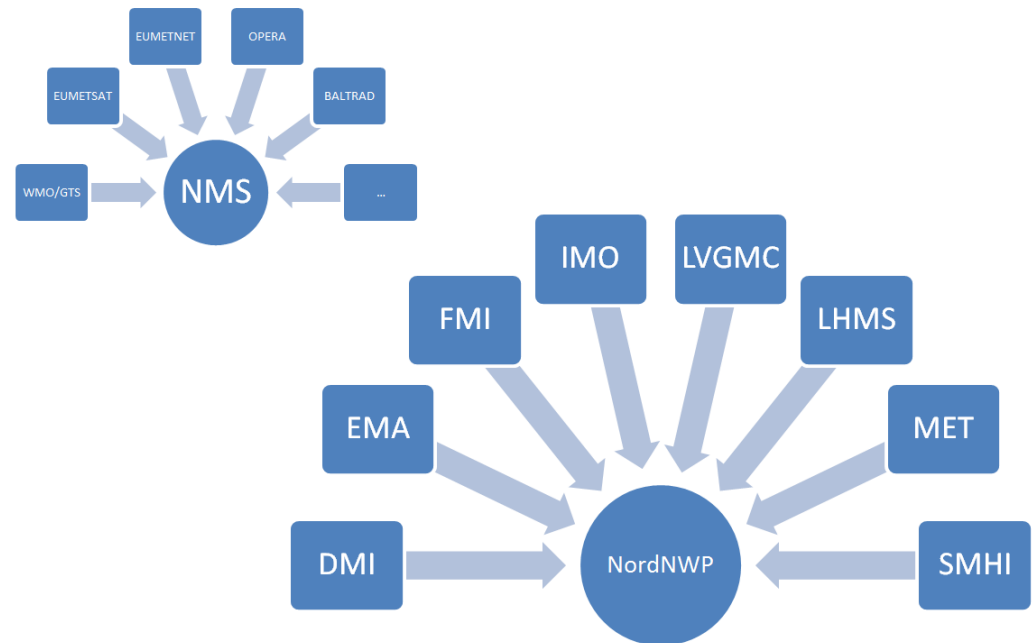 EUMETNET
OPERA
EUMETSAT
BALTRAD
WMO/GTS
NMS
...
IMO
LVGMC
FMI
LHMS
EMA
MET
DMI
NordNWP
SMHI